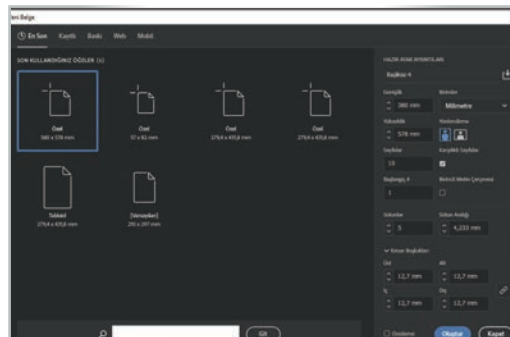 eni Belge
En Son Kayıtlı Baskı Web Mobil
SON KULLANDIĞINIZ ÖĞELER (6)
Özel
380 x 578 mm
Özel
57 x 82 mm
Özel
279,4 x 431,8 mm
Özel
279,4 x 431,8 mm
Tabloid
279,4 x 431,8 mm
[Varsayılan]
210 x 297 mm
Git
HAZIR AYAR AYRINTILARI
Başlıksız-4
Genişlik Birimler
380 mm Milimetre
Yükseklik Yönlendirme
578 mm
Sayfalar Karşılıklı Sayfalar
Başlangıç # Birincil Metin Çerçevesi
1
Sütunlar Sütun Aralığı
5 4,233 mm
Kenar Boşlukları
Üst Alt
12,7 mm 12,7 mm
İç Dış
12,7 mm 12,7 mm
Önizleme Oluştur Kapat